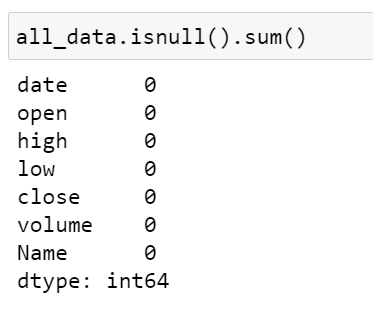 all_data.isnull().sum()
date 0
open 0
high 0
low 0
close 0
volume 0
Name 0
dtype: int64